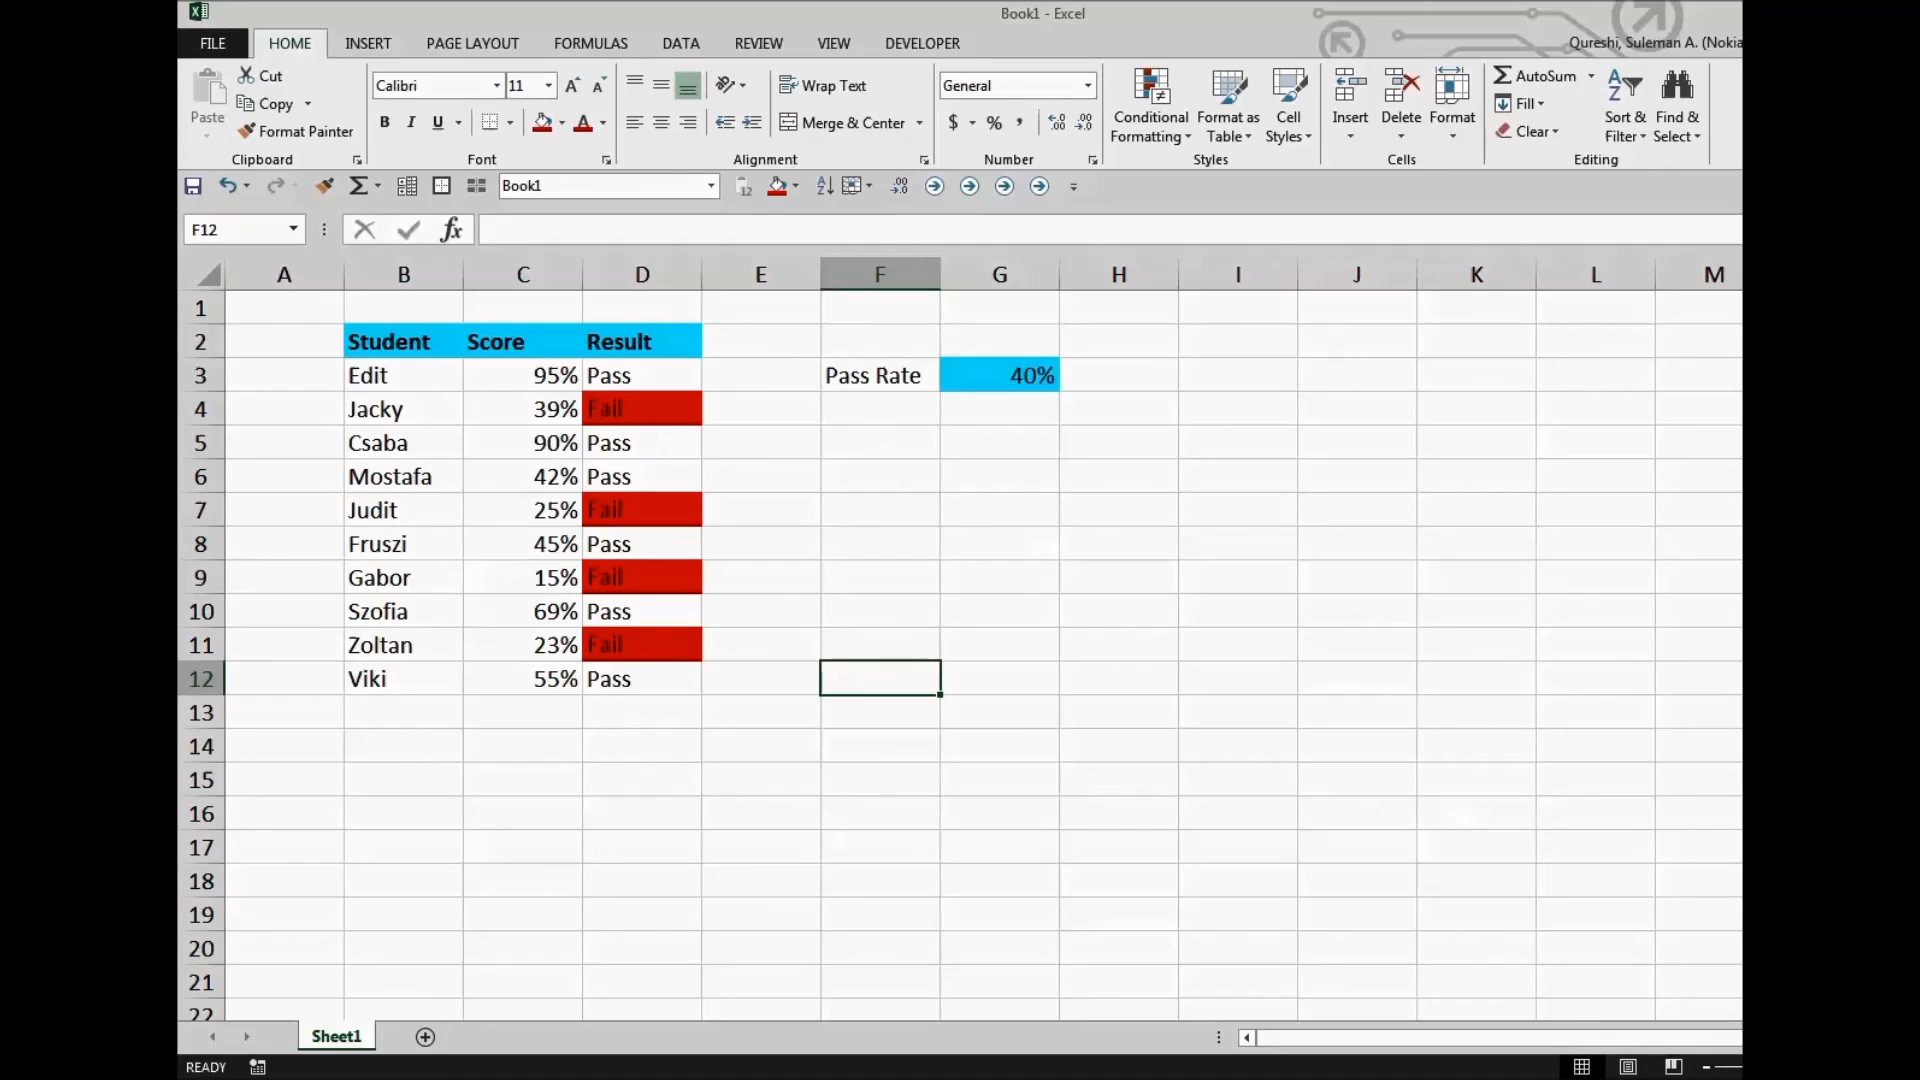 Book1 - Excel
FILE HOME INSERT PAGE LAYOUT FORMULAS DATA REVIEW VIEW DEVELOPER Qureshi, Suleman A. (Nokia
Paste
Cut
Copy
Format Painter
Clipboard
Calibri 11
B I U
Font
Wrap Text
Merge & Center
Alignment
General
$ % ,
Number
Conditional Formatting
Format as Table
Cell Styles
Styles
Insert Delete Format
Cells
AutoSum
Fill
Clear
Sort & Filter
Find & Select
Editing
Book1
F12 fx
A B C D E F G H I J K L M
1
2 Student Score Result
3 Edit 95% Pass Pass Rate 40%
4 Jacky 39% Fail
5 Csaba 90% Pass
6 Mostafa 42% Pass
7 Judit 25% Fail
8 Fruszi 45% Pass
9 Gabor 15% Fail
10 Szofia 69% Pass
11 Zoltan 23% Fail
12 Viki 55% Pass
13
14
15
16
17
18
19
20
21
22
Sheet1
READY